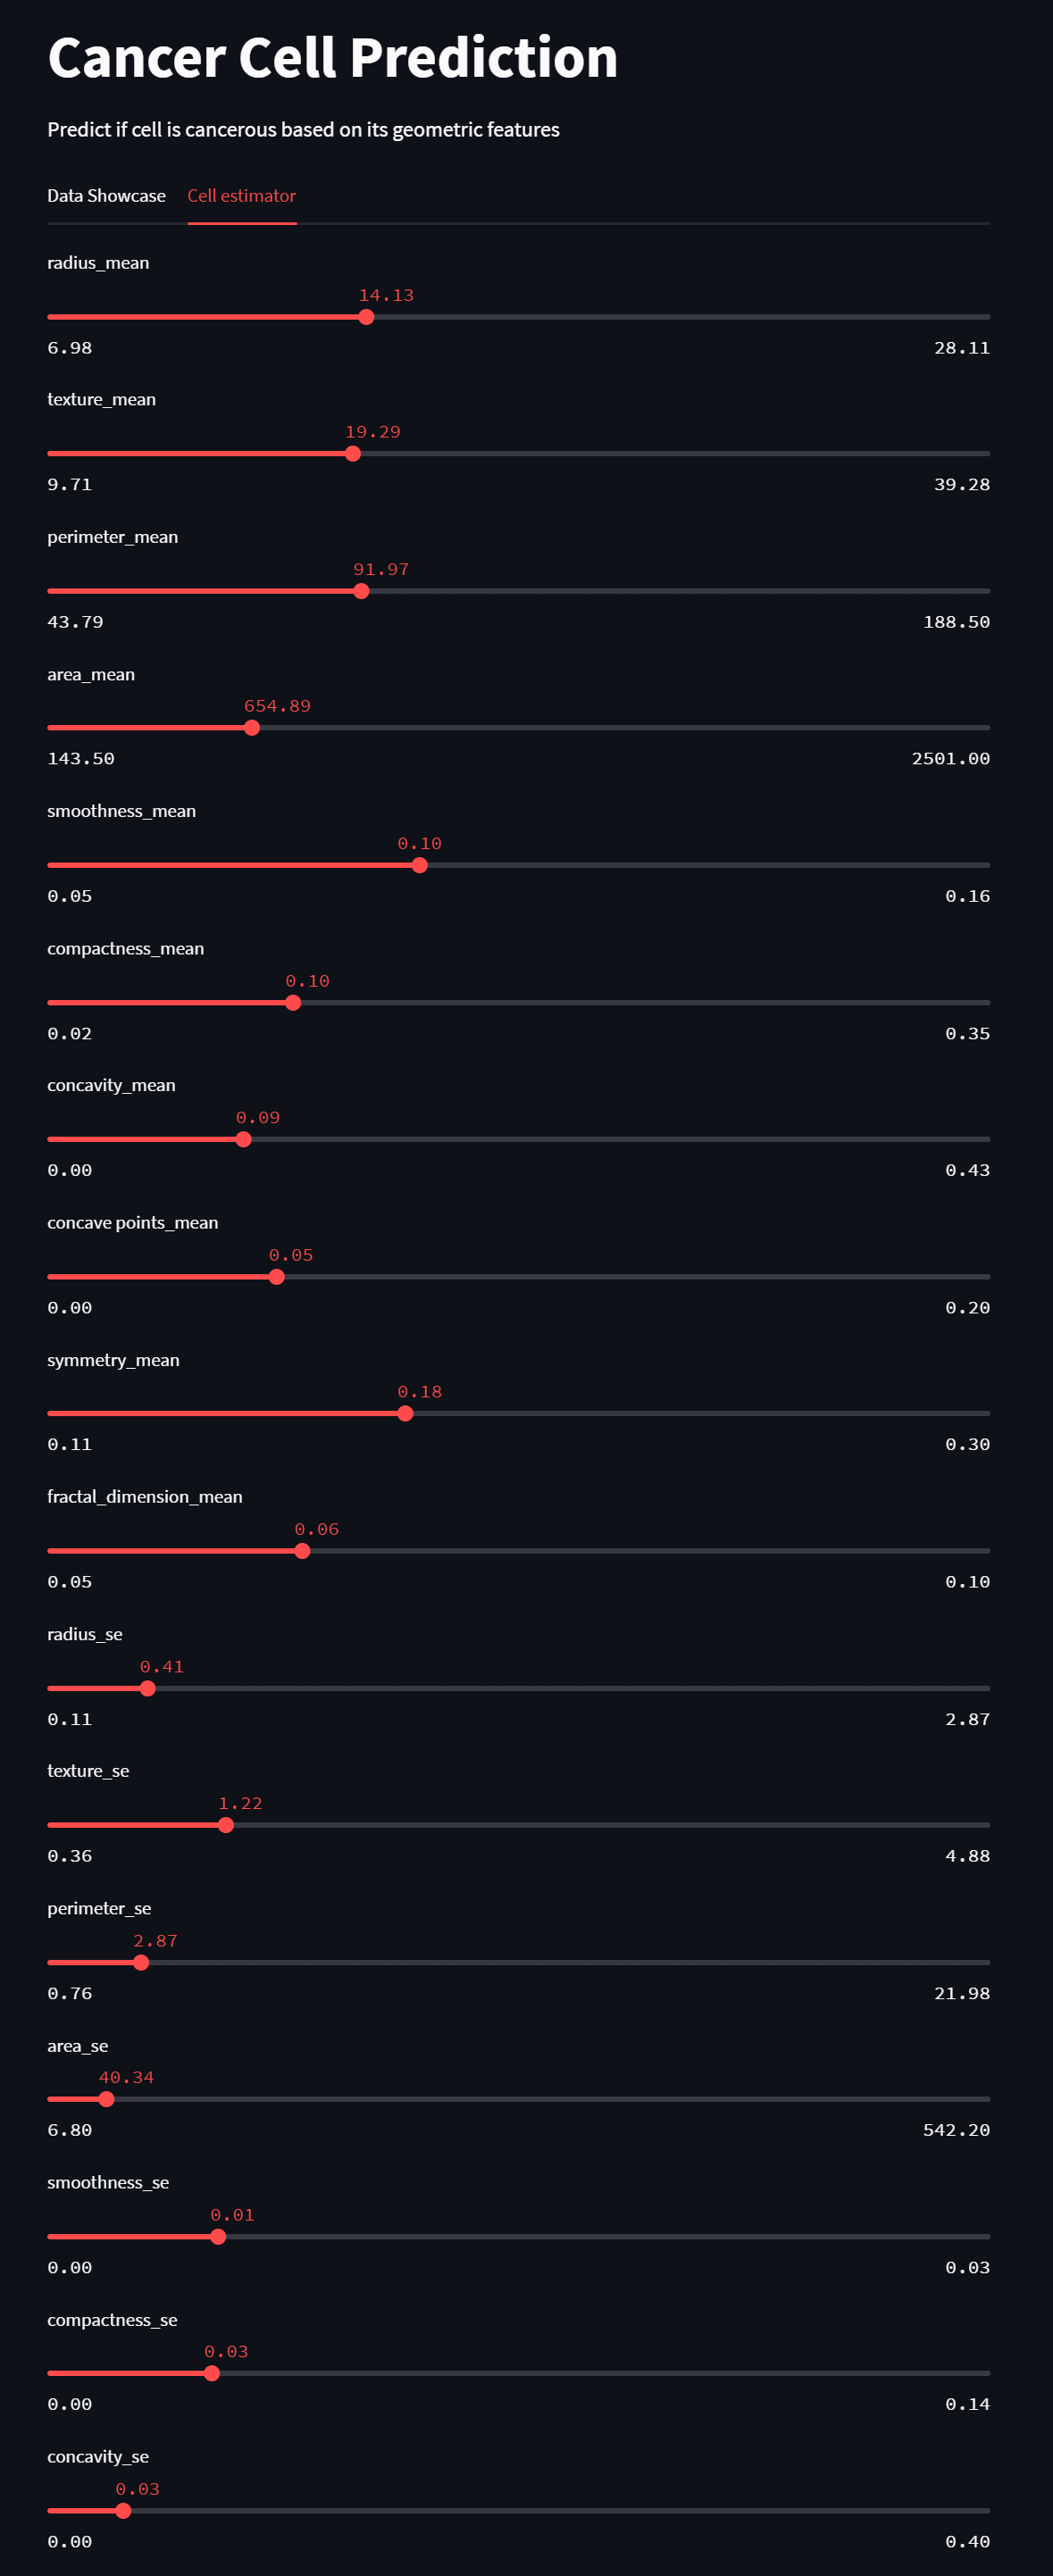 Cancer Cell Prediction
Predict if cell is cancerous based on its geometric features
Data Showcase Cell estimator
radius_mean
14.13
6.98 28.11
texture_mean
19.29
9.71 39.28
perimeter_mean
91.97
43.79 188.50
area_mean
654.89
143.50 2501.00
smoothness_mean
0.10
0.05 0.16
compactness_mean
0.10
0.02 0.35
concavity_mean
0.09
0.00 0.43
concave points_mean
0.05
0.00 0.20
symmetry_mean
0.18
0.11 0.30
fractal_dimension_mean
0.06
0.05 0.10
radius_se
0.41
0.11 2.87
texture_se
1.22
0.36 4.88
perimeter_se
2.87
0.76 21.98
area_se
40.34
6.80 542.20
smoothness_se
0.01
0.00 0.03
compactness_se
0.03
0.00 0.14
concavity_se
0.03
0.00 0.40